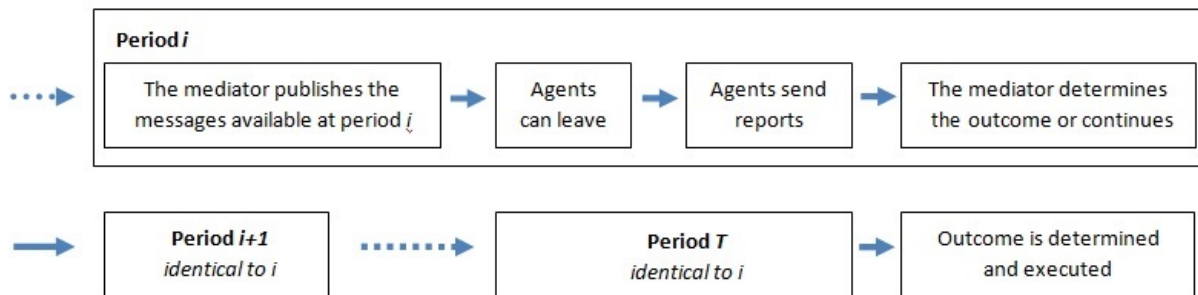 Period i
The mediator publishes the
messages available at period i
Agents
can leave
Agents send
reports
The mediator determines
the outcome or continues
Period i+1
identical to i
Period T
identical to i
Outcome is determined
and executed